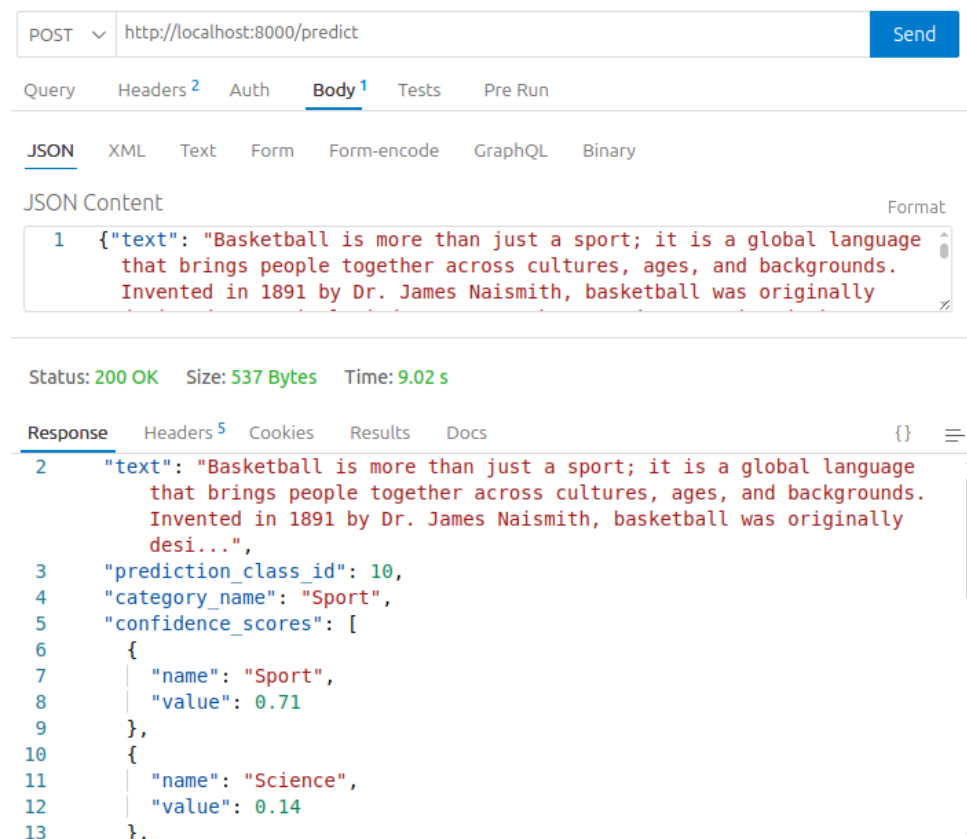 POST http://localhost:8000/predict Send
Query Headers 2 Auth Body 1 Tests Pre Run
JSON XML Text Form Form-encode GraphQL Binary
JSON Content
Format
1 {"text": "Basketball is more than just a sport; it is a global language
that brings people together across cultures, ages, and backgrounds.
Invented in 1891 by Dr. James Naismith, basketball was originally
Status: 200 OK Size: 537 Bytes Time: 9.02 s
Response Headers 5 Cookies Results Docs {}
2 "text": "Basketball is more than just a sport; it is a global language
that brings people together across cultures, ages, and backgrounds.
Invented in 1891 by Dr. James Naismith, basketball was originally
desi...",
3 "prediction_class_id": 10,
4 "category_name": "Sport",
5 "confidence_scores": [
6 {
7 "name": "Sport",
8 "value": 0.71
9 },
10 {
11 "name": "Science",
12 "value": 0.14
13 },